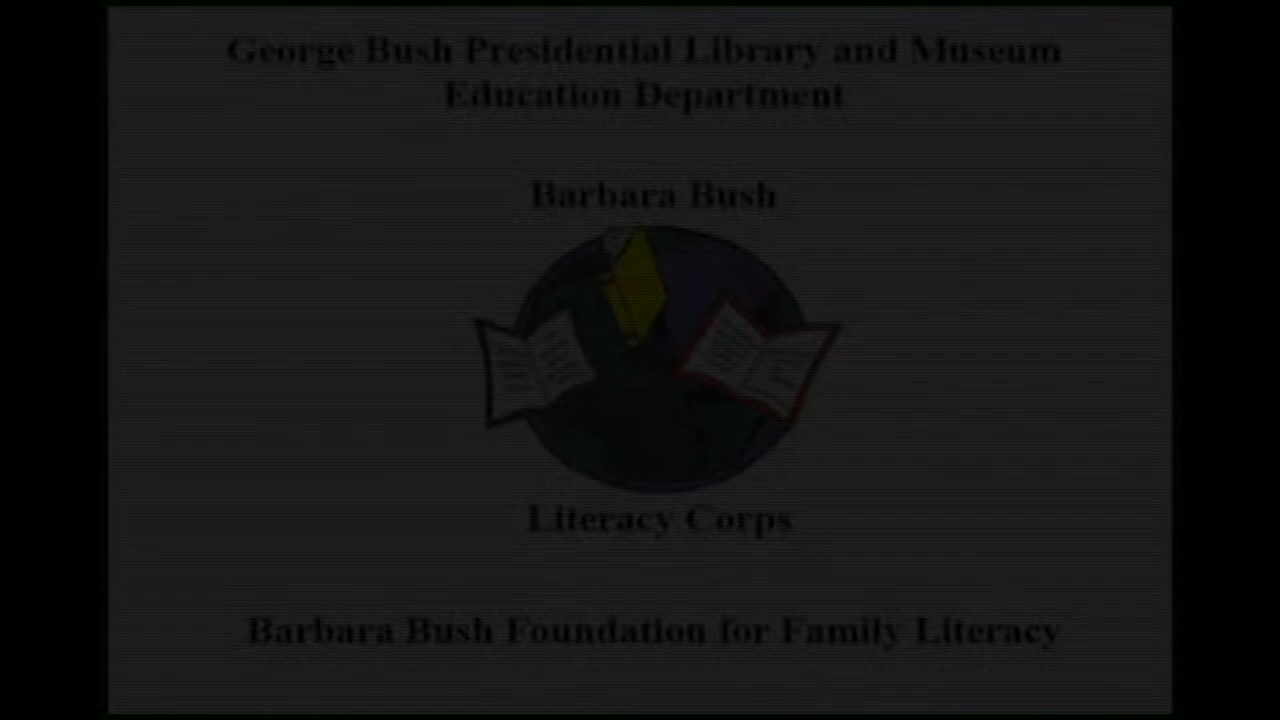 George Bush Presidential Library and Museum
Education Department
Barbara Bush
Literacy Corps
Barbara Bush Foundation for Family Literacy